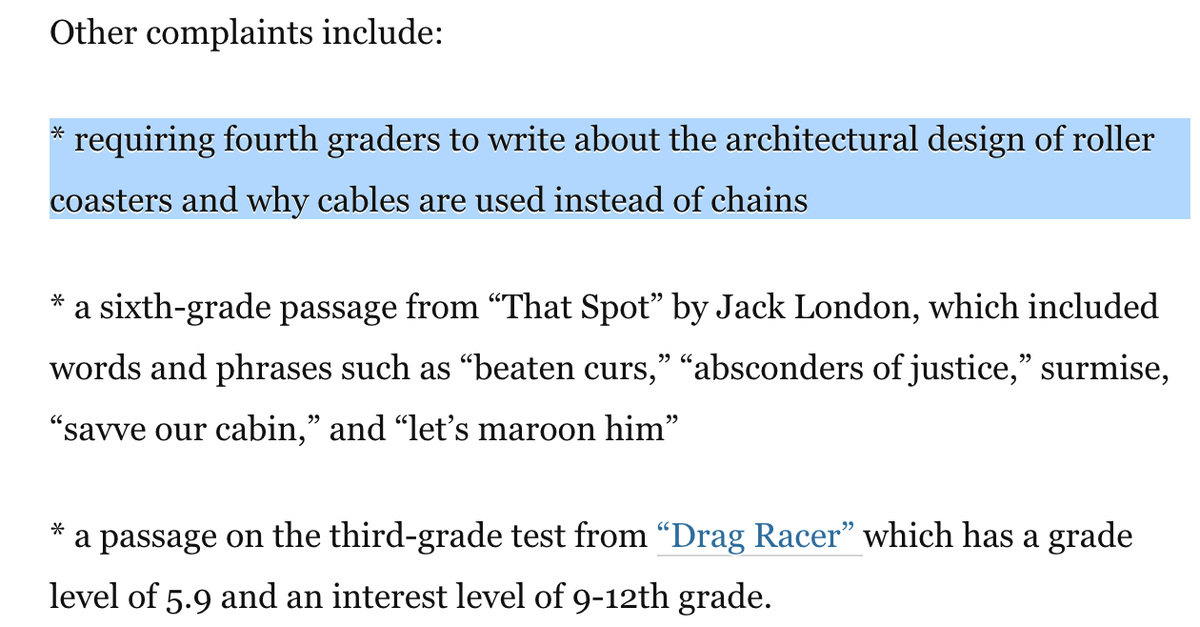 Other complaints include:
* requiring fourth graders to write about the architectural design of roller
coasters and why cables are used instead of chains
* a sixth-grade passage from “That Spot” by Jack London, which included
words and phrases such as “beaten curs,” “absconders of justice,” surmise,
“savve our cabin,” and “let’s maroon him”
* a passage on the third-grade test from “Drag Racer” which has a grade
level of 5.9 and an interest level of 9-12th grade.